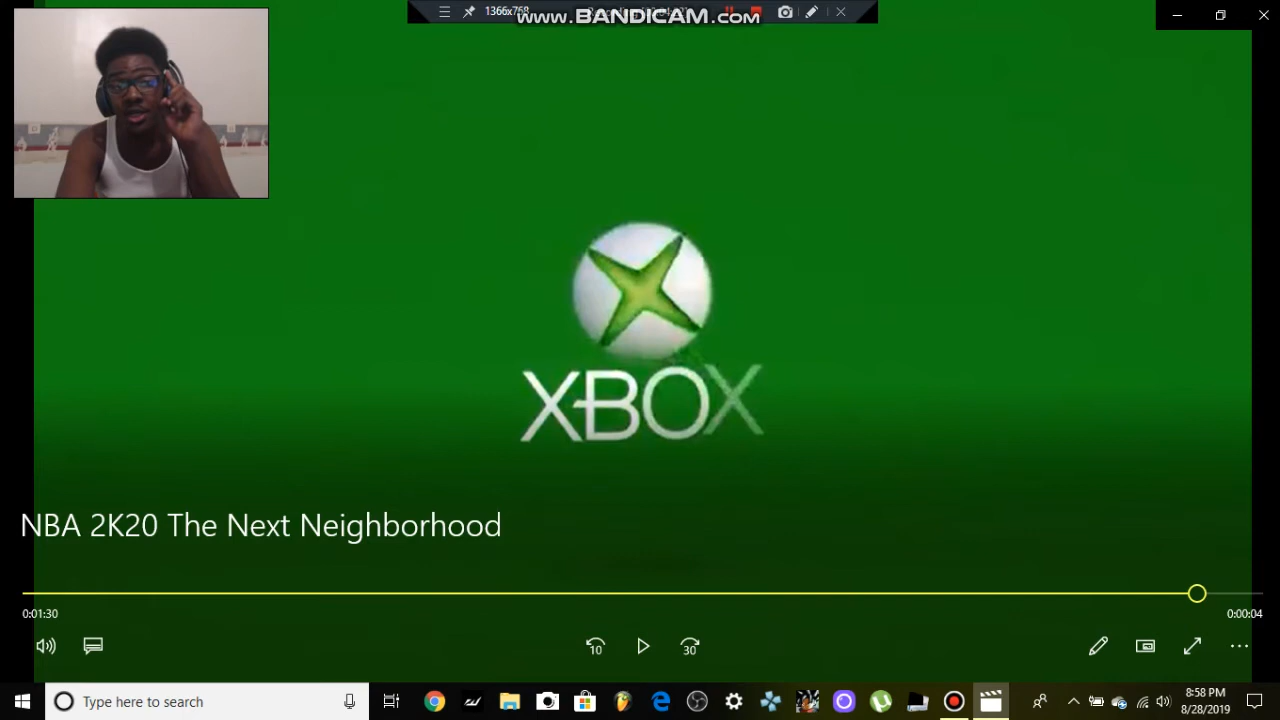 1366x768
www.BANDICAM.com
XBOX
NBA 2K20 The Next Neighborhood
0:01:30
0:00:04
10
30
Type here to search
8:58 PM
8/28/2019